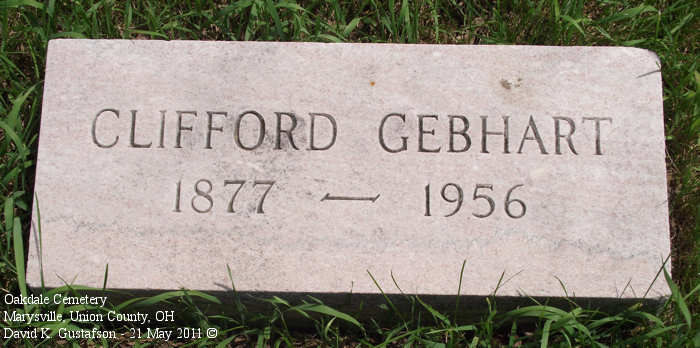 CLIFFORD GEBHART
1877 — 1956
Oakdale Cemetery
Marysville, Union County, OH
David K. Gustafson - 21 May 2011 ©